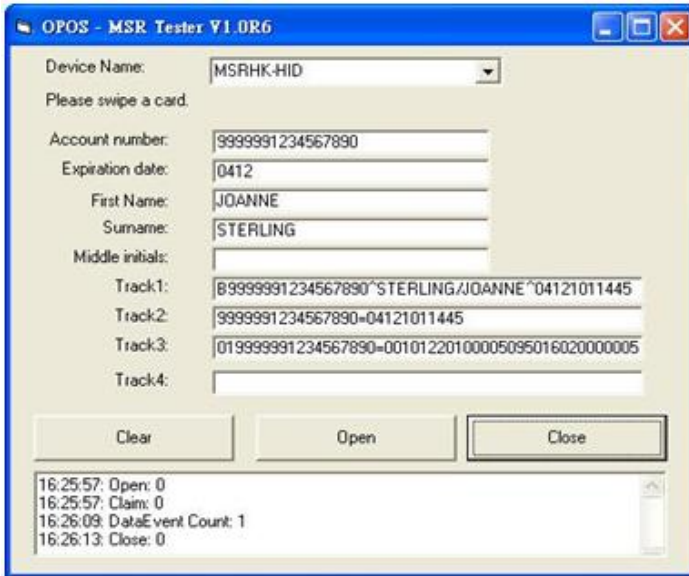 OPOS - MSR Tester V1.0R6
Device Name: MSRHK-HID
Please swipe a card.
Account number: 9999991234567890
Expiration date: 0412
First Name: JOANNE
Surname: STERLING
Middle initials:
Track1: B9999991234567890^STERLING/JOANNE^04121011445
Track2: 9999991234567890=04121011445
Track3: 019999991234567890=00101220100005095016020000005
Track4:
Clear Open Close
16:25:57: Open: 0
16:25:57: Claim: 0
16:26:09: DataEvent Count: 1
16:26:13: Close: 0